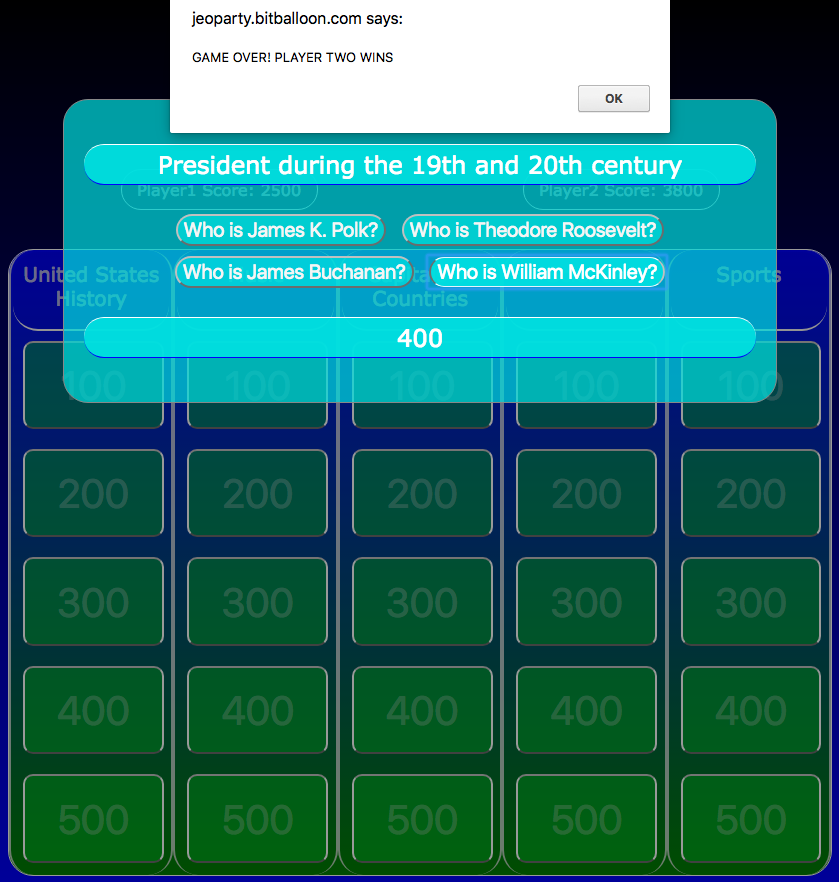 jeoparty.bitballoon.com says:
GAME OVER! PLAYER TWO WINS
OK
President during the 19th and 20th century
Player1 Score: 2500 Player2 Score: 3800
Who is James K. Polk? Who is Theodore Roosevelt?
Who is James Buchanan? Who is William McKinley?
United States
History
Countries
Sports
400
100 100 100 100 100
200 200 200 200 200
300 300 300 300 300
400 400 400 400 400
500 500 500 500 500